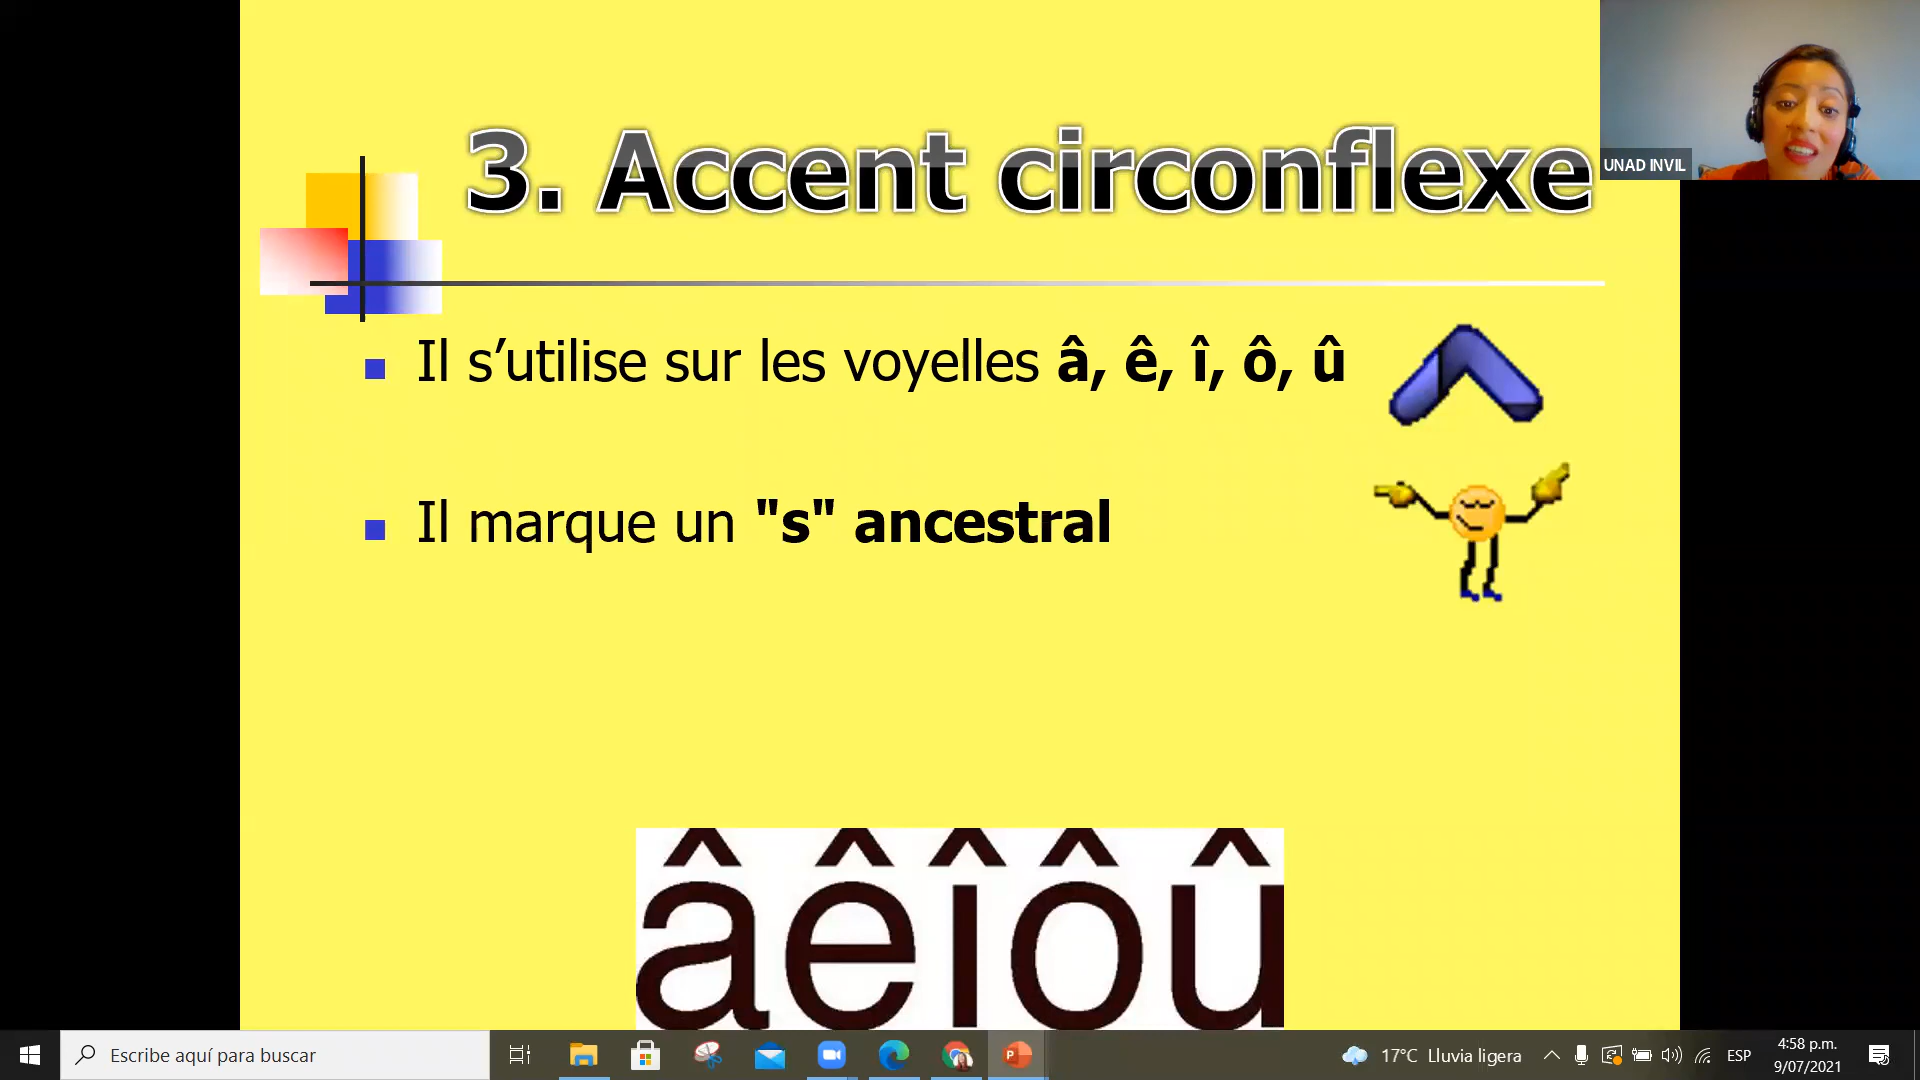 3. Accent circonflexe
UNAD INVIL
Il s’utilise sur les voyelles â, ê, î, ô, û
Il marque un "s" ancestral
âêîôû
Escribe aquí para buscar
17°C Lluvia ligera
ESP
4:58 p.m.
9/07/2021